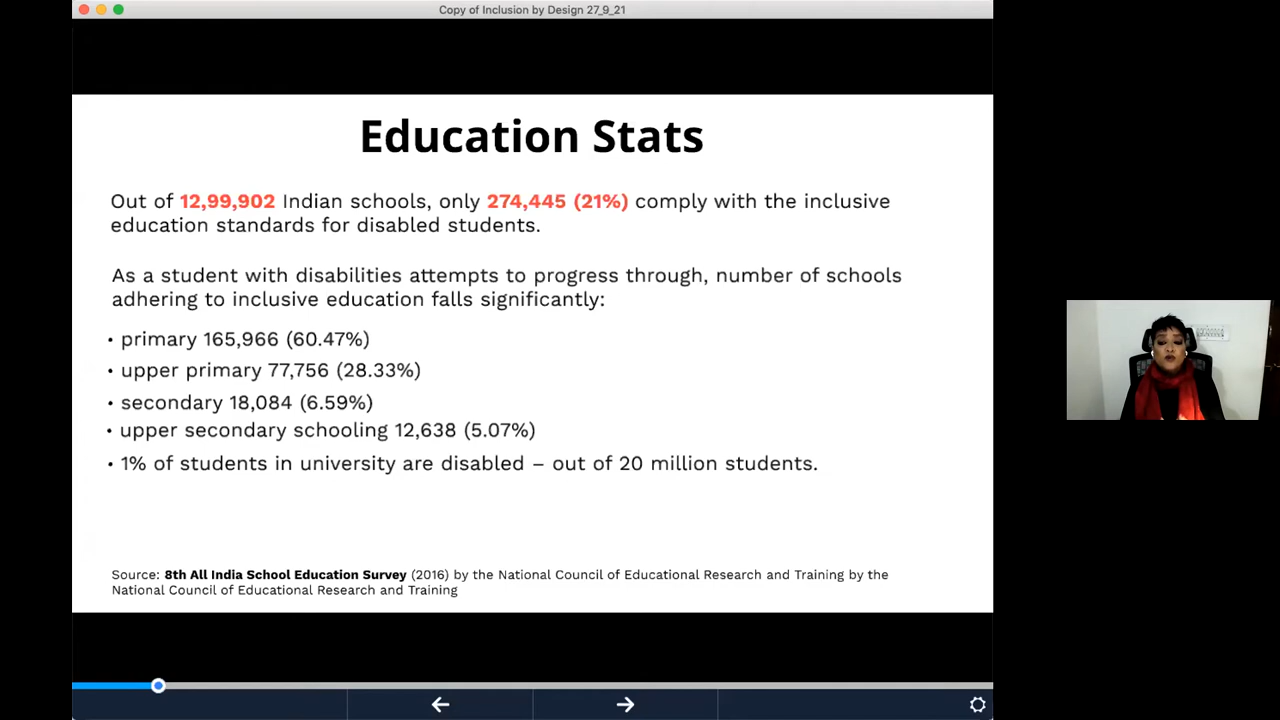 Copy of Inclusion by Design 27_9_21
Education Stats
Out of 12,99,902 Indian schools, only 274,445 (21%) comply with the inclusive
education standards for disabled students.
As a student with disabilities attempts to progress through, number of schools
adhering to inclusive education falls significantly:
• primary 165,966 (60.47%)
• upper primary 77,756 (28.33%)
• secondary 18,084 (6.59%)
• upper secondary schooling 12,638 (5.07%)
• 1% of students in university are disabled – out of 20 million students.
Source: 8th All India School Education Survey (2016) by the National Council of Educational Research and Training by the
National Council of Educational Research and Training